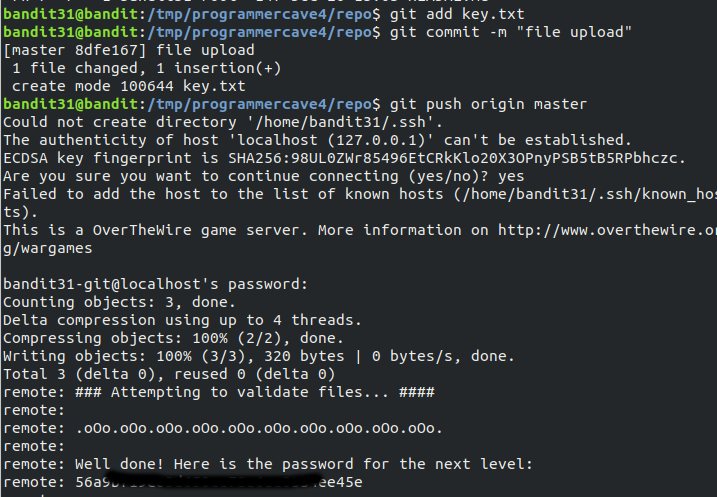 bandit31@bandit:/tmp/programmercave4/repo$ git add key.txt
bandit31@bandit:/tmp/programmercave4/repo$ git commit -m "file upload"
[master 8dfe167] file upload
 1 file changed, 1 insertion(+)
 create mode 100644 key.txt
bandit31@bandit:/tmp/programmercave4/repo$ git push origin master
Could not create directory '/home/bandit31/.ssh'.
The authenticity of host 'localhost (127.0.0.1)' can't be established.
ECDSA key fingerprint is SHA256:98UL0ZWr85496EtCRkKlo20X3OPnyPSB5tB5RPbhczc.
Are you sure you want to continue connecting (yes/no)? yes
Failed to add the host to the list of known hosts (/home/bandit31/.ssh/known_hos
ts).
This is a OverTheWire game server. More information on http://www.overthewire.or
g/wargames
bandit31-git@localhost's password:
Counting objects: 3, done.
Delta compression using up to 4 threads.
Compressing objects: 100% (2/2), done.
Writing objects: 100% (3/3), 320 bytes | 0 bytes/s, done.
Total 3 (delta 0), reused 0 (delta 0)
remote: ### Attempting to validate files... ####
remote:
remote: .oOo.oOo.oOo.oOo.oOo.oOo.oOo.oOo.oOo.oOo.
remote:
remote: Well done! Here is the password for the next level:
remote: